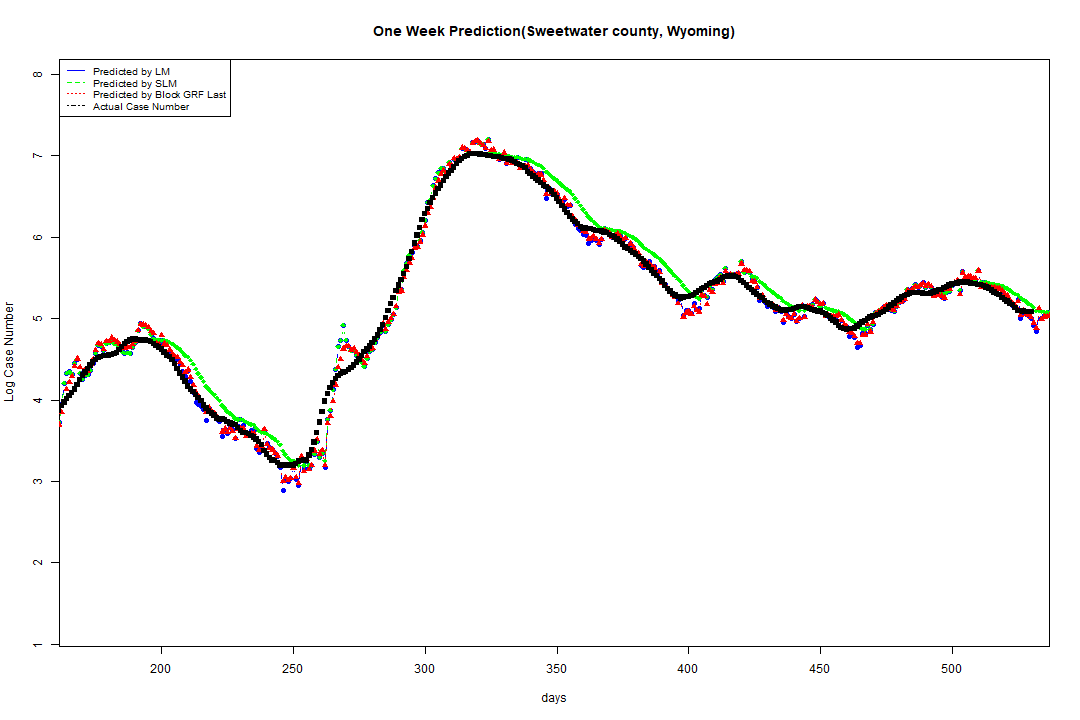 One Week Prediction(Sweetwater county, Wyoming)
Predicted by LM
Predicted by SLM
Predicted by Block GRF Last
Actual Case Number
8
7
6
5
4
3
2
1
Log Case Number
200 250 300 350 400 450 500
days